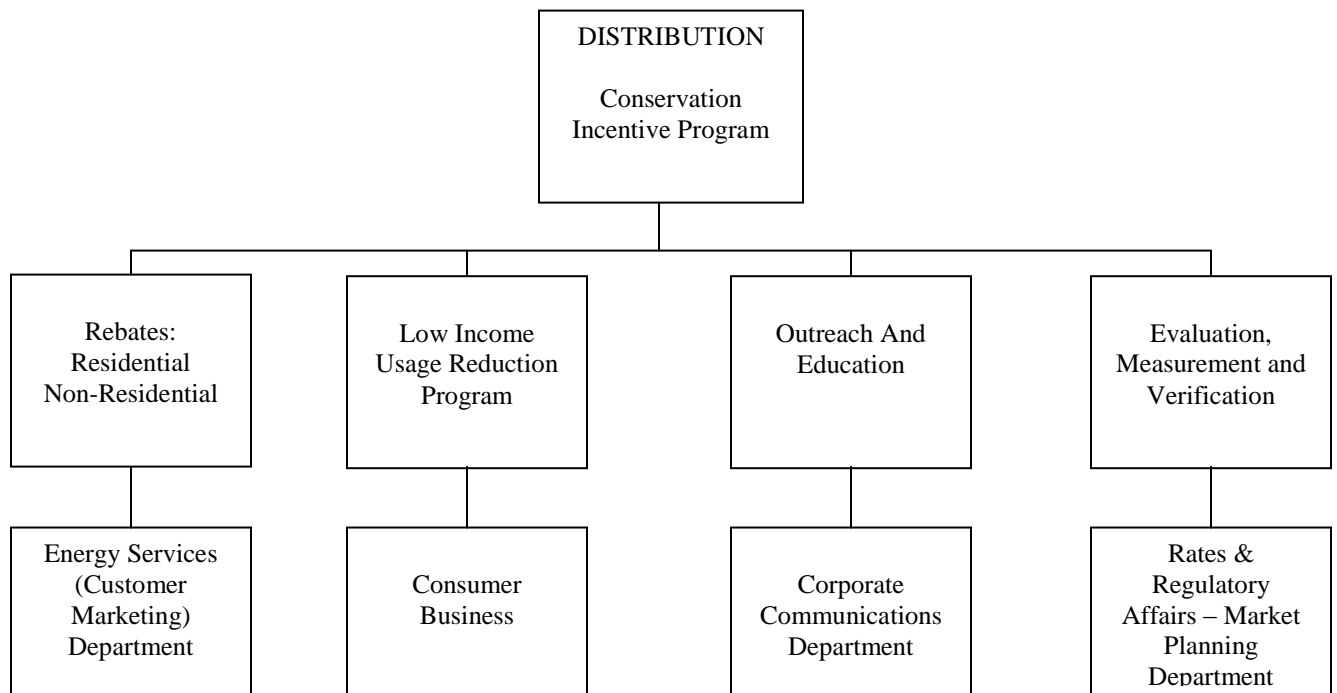 DISTRIBUTION
Conservation
Incentive Program
Rebates:
Residential
Non-Residential
Low Income
Usage Reduction
Program
Outreach And
Education
Evaluation,
Measurement and
Verification
Energy Services
(Customer
Marketing)
Department
Consumer
Business
Corporate
Communications
Department
Rates &
Regulatory
Affairs – Market
Planning
Department